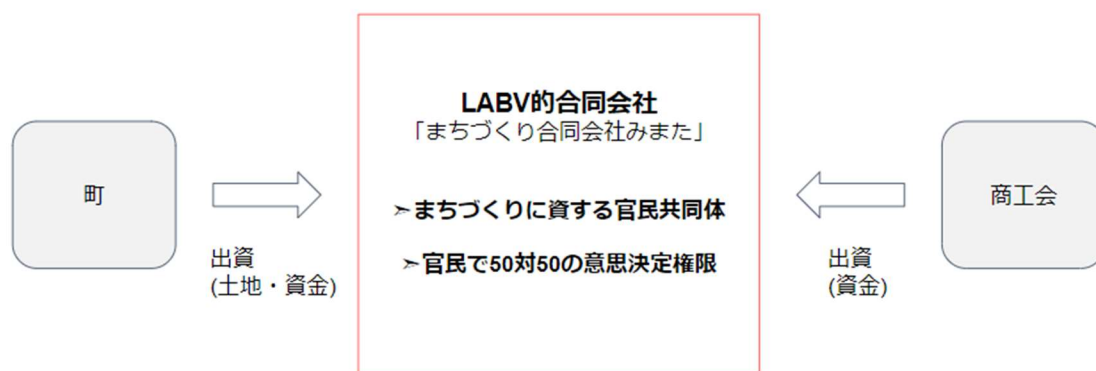 LABV的合同会社
「まちづくり合同会社みまた」
町
➣まちづくりに資する官民共同体
商工会
➣官民で50対50の意思決定権限
出資
(土地・資金)
出資
(資金)